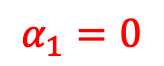 α₁ = 0